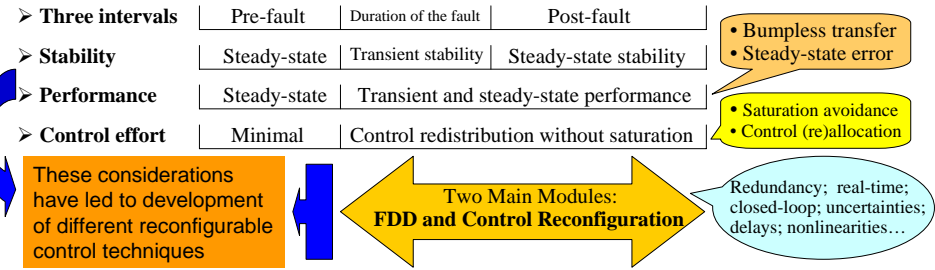 ➢ Three intervals
Pre-fault
Duration of the fault
Post-fault
➢ Stability
Steady-state
Transient stability
Steady-state stability
➢ Performance
Steady-state
Transient and steady-state performance
➢ Control effort
Minimal
Control redistribution without saturation
• Bumpless transfer
• Steady-state error
• Saturation avoidance
• Control (re)allocation
These considerations
have led to development
of different reconfigurable
control techniques
Two Main Modules:
FDD and Control Reconfiguration
Redundancy; real-time;
closed-loop; uncertainties;
delays; nonlinearities…